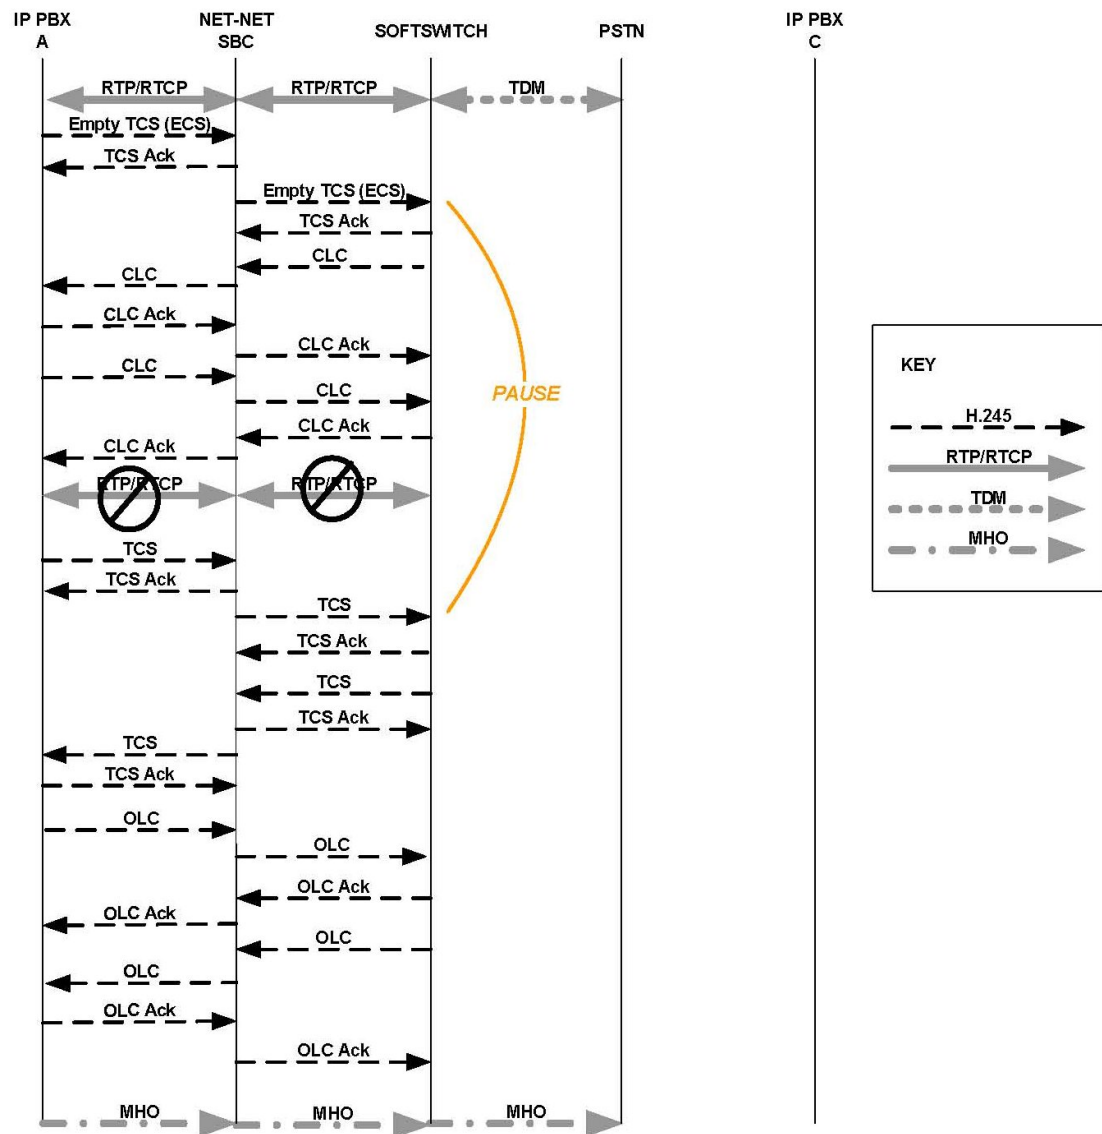 IP PBX
A
NET-NET
SBC
SOFTSWITCH
PSTN
IP PBX
C
RTP/RTCP
RTP/RTCP
TDM
Empty TCS (ECS)
TCS Ack
Empty TCS (ECS)
TCS Ack
CLC
CLC
CLC Ack
CLC Ack
CLC
CLC
PAUSE
CLC Ack
CLC Ack
RTP/RTCP
RTP/RTCP
TCS
TCS Ack
TCS
TCS Ack
TCS
TCS Ack
TCS
TCS Ack
OLC
OLC
OLC Ack
OLC Ack
OLC
OLC
OLC Ack
OLC Ack
MHO
MHO
MHO
KEY
H.245
RTP/RTCP
TDM
MHO